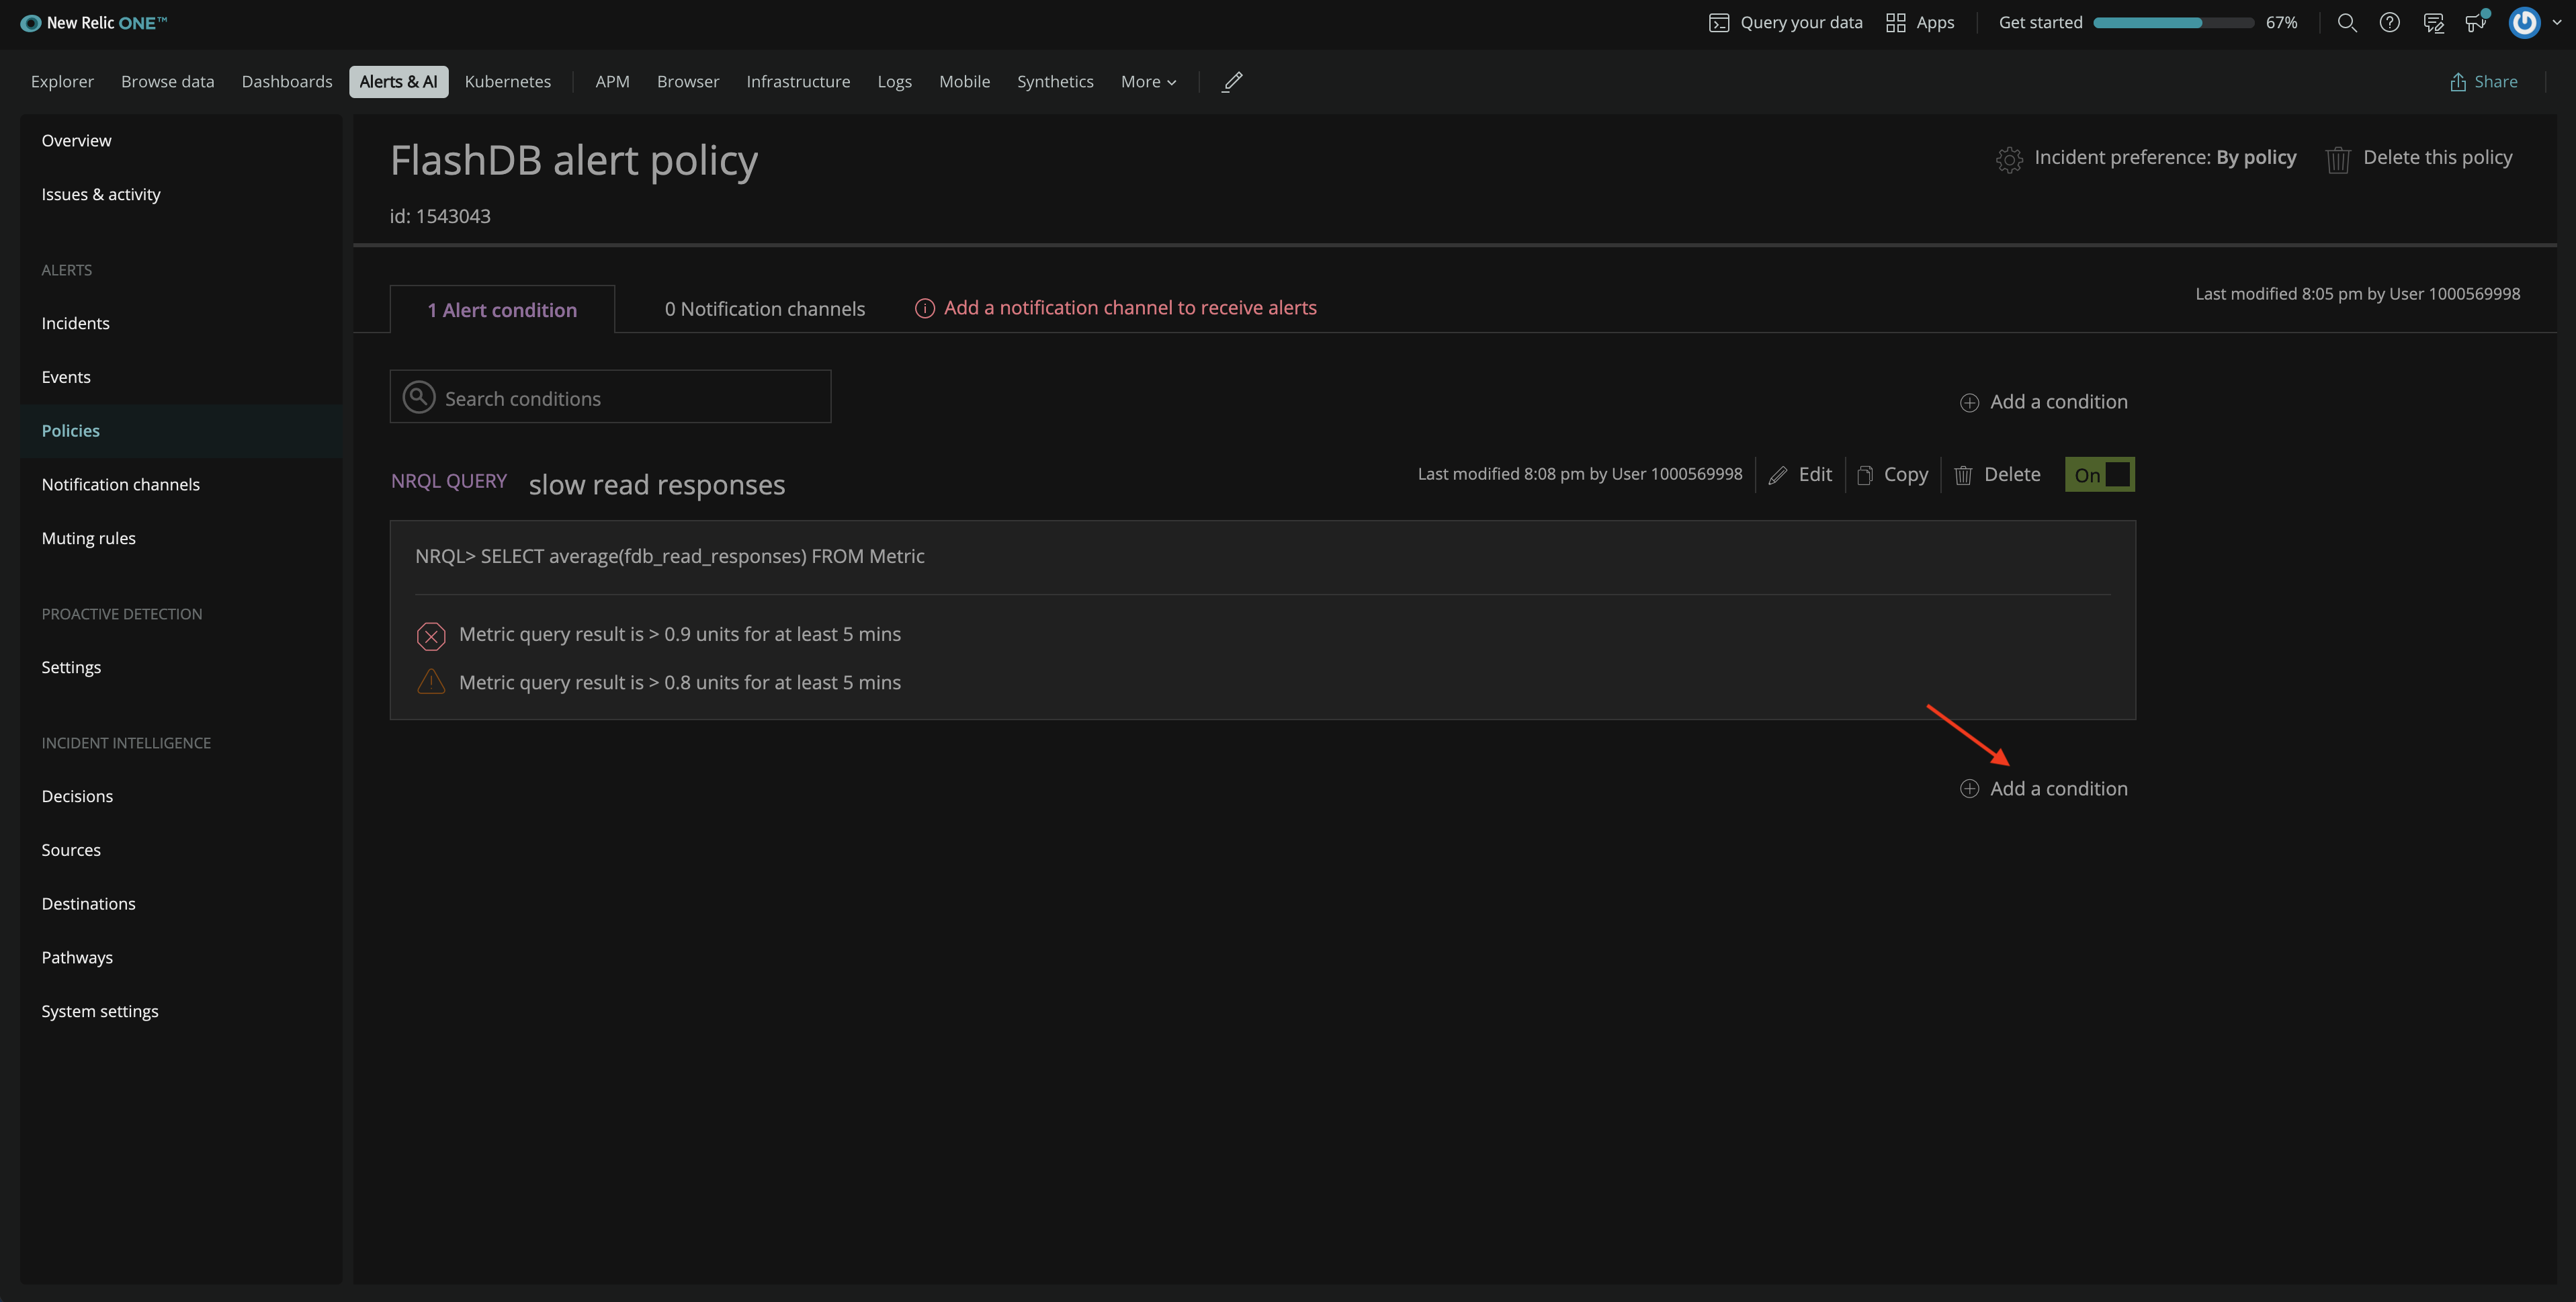 New Relic ONE™
Query your data
Apps
Get started
67%
Explorer
Browse data
Dashboards
Alerts & AI
Kubernetes
APM
Browser
Infrastructure
Logs
Mobile
Synthetics
More
Share
Overview
Issues & activity
ALERTS
Incidents
Events
Policies
Notification channels
Muting rules
PROACTIVE DETECTION
Settings
INCIDENT INTELLIGENCE
Decisions
Sources
Destinations
Pathways
System settings
FlashDB alert policy
Incident preference: By policy
Delete this policy
id: 1543043
1 Alert condition
0 Notification channels
Add a notification channel to receive alerts
Last modified 8:05 pm by User 1000569998
Search conditions
Add a condition
NRQL QUERY
slow read responses
Last modified 8:08 pm by User 1000569998
Edit
Copy
Delete
On
NRQL> SELECT average(fdb_read_responses) FROM Metric
Metric query result is > 0.9 units for at least 5 mins
Metric query result is > 0.8 units for at least 5 mins
Add a condition